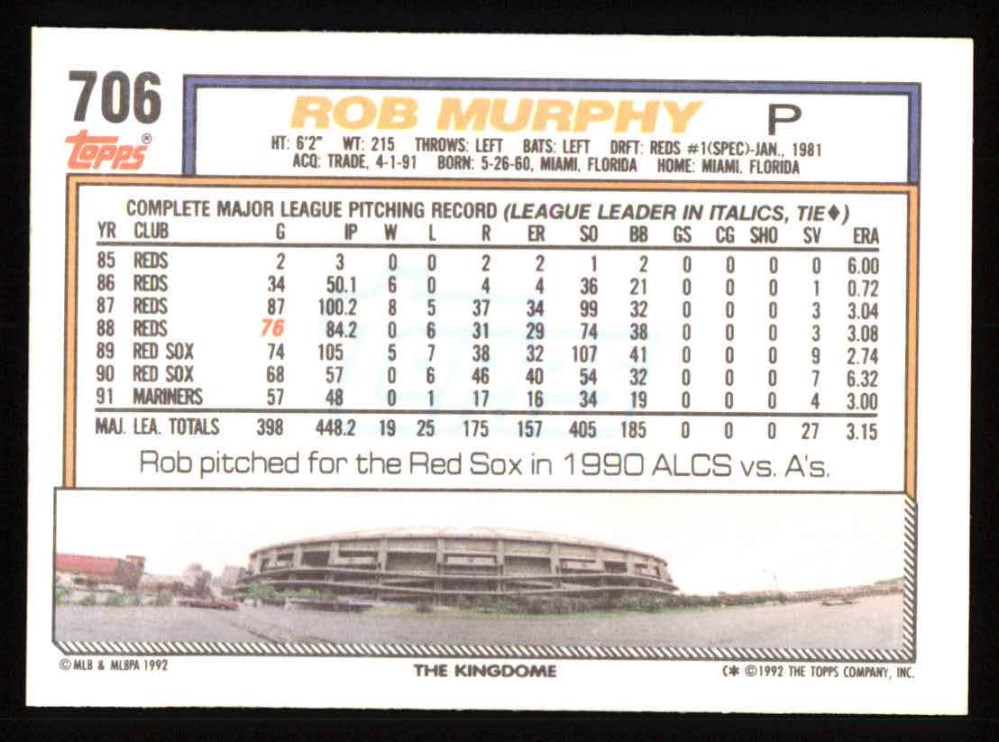 706
Topps®
ROB MURPHY P
HT: 6'2" WT: 215 THROWS: LEFT BATS: LEFT DRFT: REDS #1(SPEC)-JAN., 1981
ACQ: TRADE, 4-1-91 BORN: 5-26-60, MIAMI, FLORIDA HOME: MIAMI, FLORIDA
COMPLETE MAJOR LEAGUE PITCHING RECORD (LEAGUE LEADER IN ITALICS, TIE♦)
YR CLUB G IP W L R ER SO BB GS CG SHO SV ERA
85 REDS 2 3 0 0 2 2 1 2 0 0 0 0 6.00
86 REDS 34 50.1 6 0 4 4 36 21 0 0 0 1 0.72
87 REDS 87 100.2 8 5 37 34 99 32 0 0 0 3 3.04
88 REDS 76 84.2 0 6 31 29 74 38 0 0 0 3 3.08
89 RED SOX 74 105 5 7 38 32 107 41 0 0 0 9 2.74
90 RED SOX 68 57 0 6 46 40 54 32 0 0 0 7 6.32
91 MARINERS 57 48 0 1 17 16 34 19 0 0 0 4 3.00
MAJ. LEA. TOTALS 398 448.2 19 25 175 157 405 185 0 0 0 27 3.15
Rob pitched for the Red Sox in 1990 ALCS vs. A's.
© MLB & MLBPA 1992
THE KINGDOME
C* © 1992 THE TOPPS COMPANY, INC.